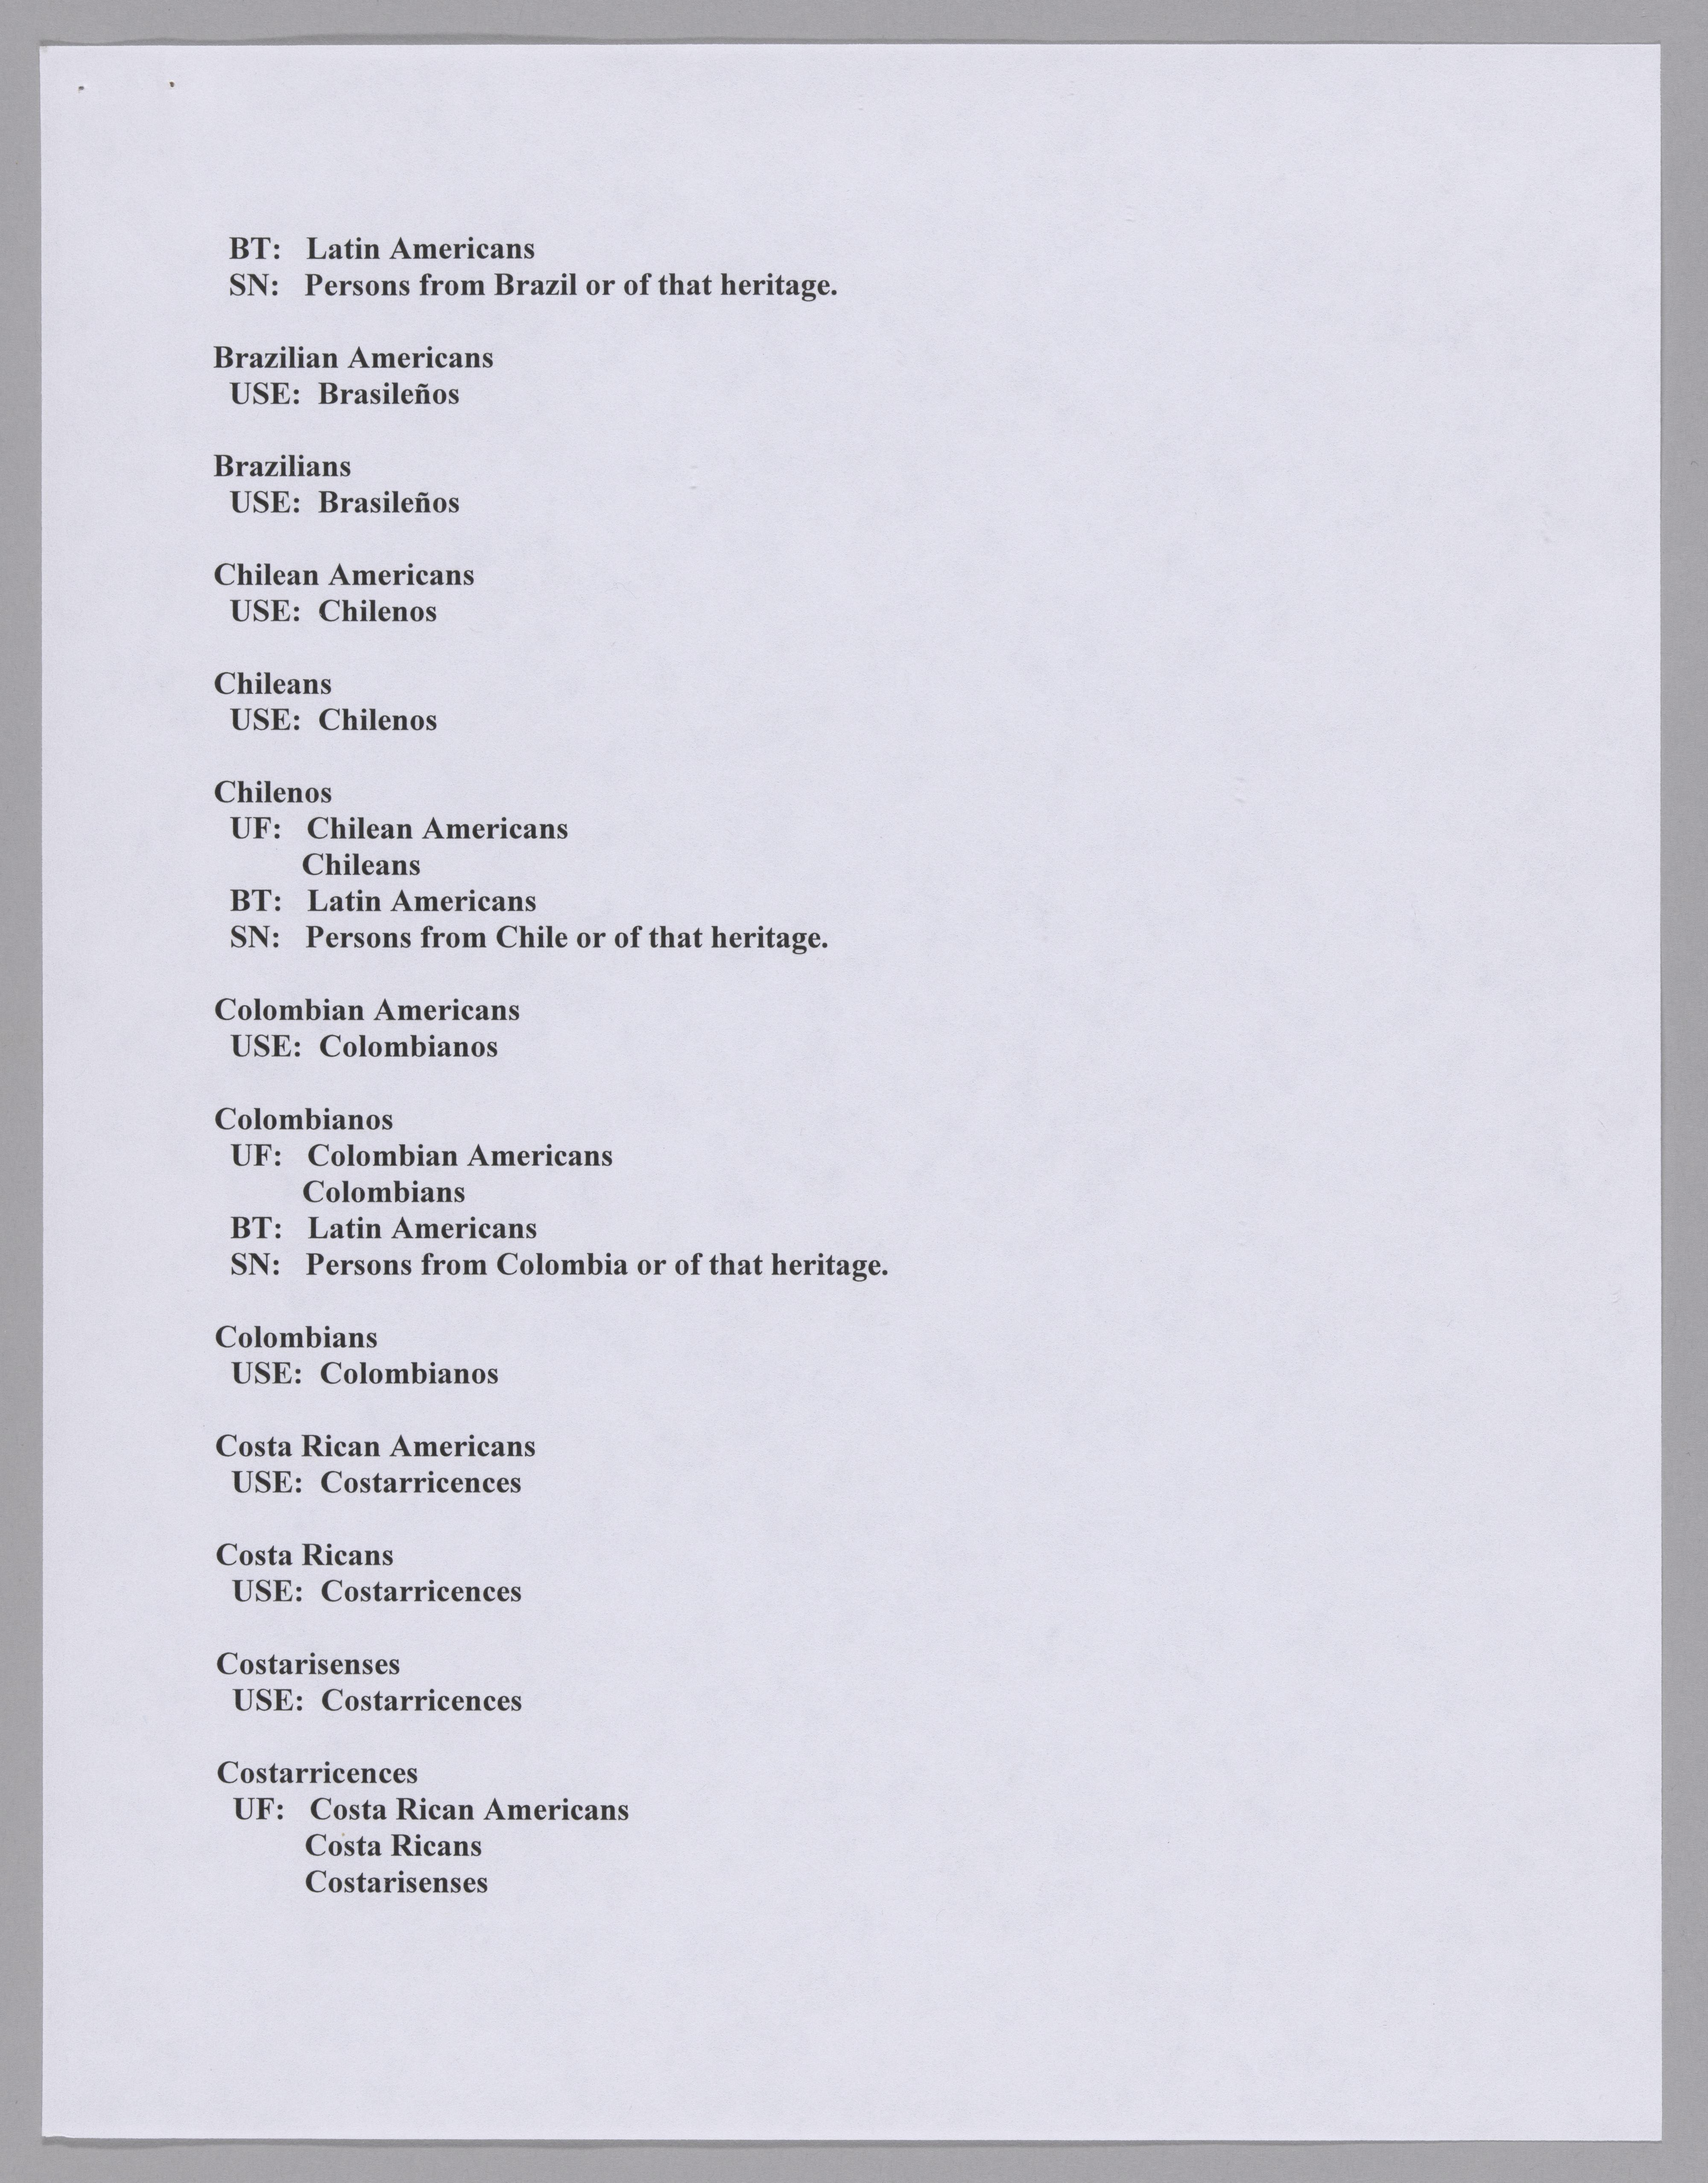 BT: Latin Americans
SN: Persons from Brazil or of that heritage.
Brazilian Americans
USE: Brasileños
Brazilians
USE: Brasileños
Chilean Americans
USE: Chilenos
Chileans
USE: Chilenos
Chilenos
UF: Chilean Americans
Chileans
BT: Latin Americans
SN: Persons from Chile or of that heritage.
Colombian Americans
USE: Colombianos
Colombianos
UF: Colombian Americans
Colombians
BT: Latin Americans
SN: Persons from Colombia or of that heritage.
Colombians
USE: Colombianos
Costa Rican Americans
USE: Costarricences
Costa Ricans
USE: Costarricences
Costarisenses
USE: Costarricences
Costarricences
UF: Costa Rican Americans
Costa Ricans
Costarisenses